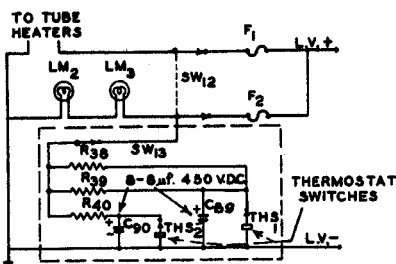 TO TUBE
HEATERS
F1
L.V.+
LM2
LM3
SW12
F2
R38
SW13
R39
8-8µf. 450 V.DC
R40
C90
THS2
C89
THS1
THERMOSTAT
SWITCHES
L.V.-